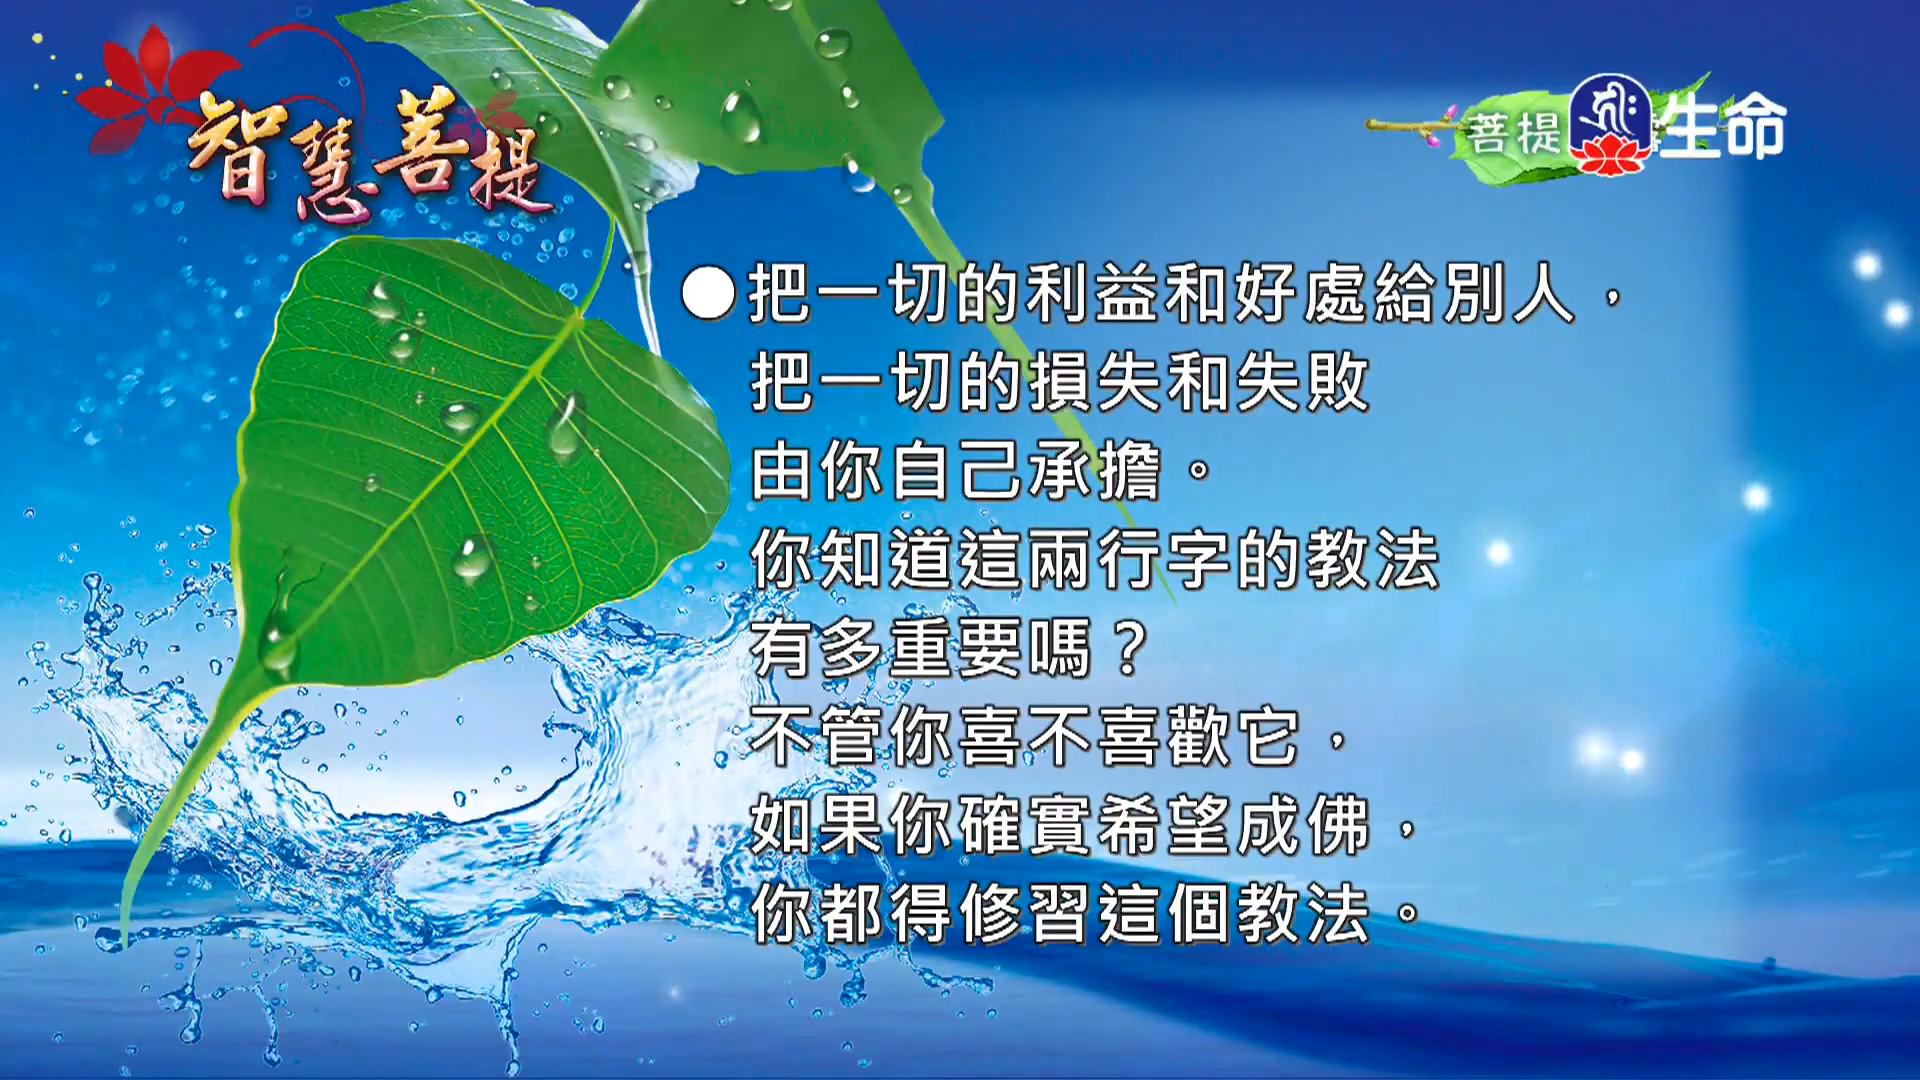 智慧菩提
菩提 生命
●把一切的利益和好處給別人，
把一切的損失和失敗
由你自己承擔。
你知道這兩行字的教法
有多重要嗎？
不管你喜不喜歡它，
如果你確實希望成佛，
你都得修習這個教法。